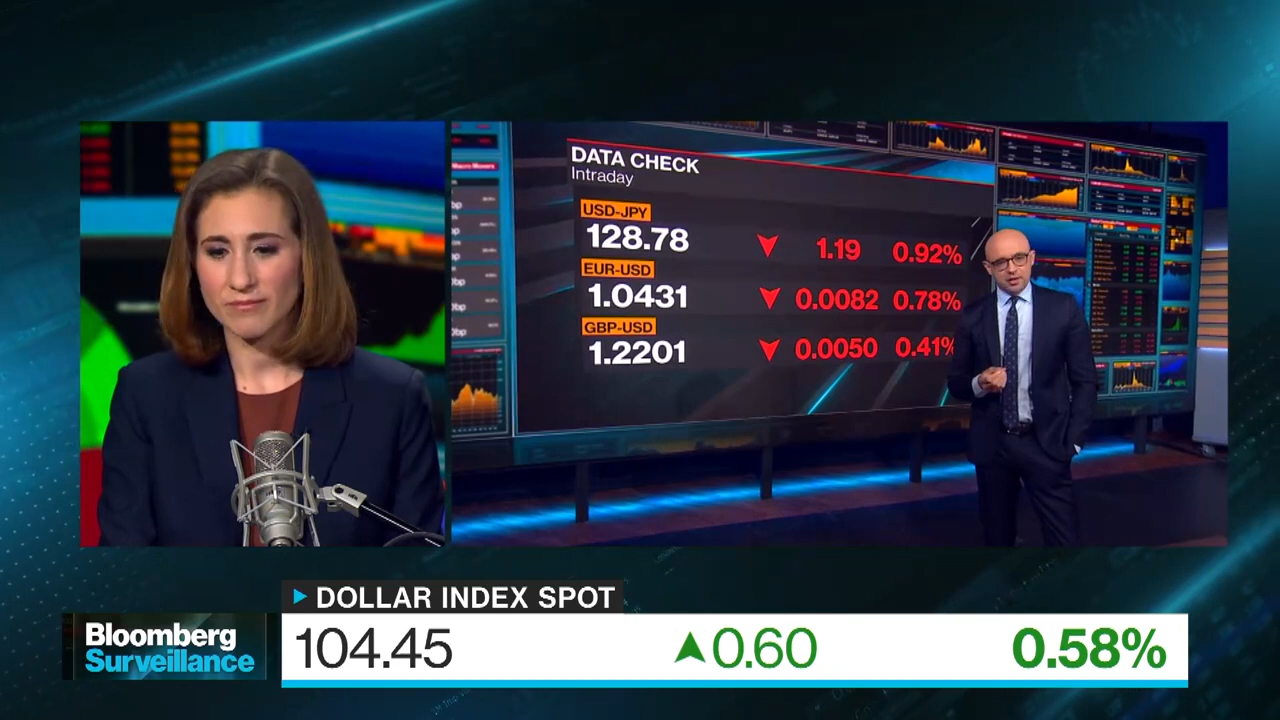 DATA CHECK
Intraday
USD-JPY
128.78 1.19 0.92%
EUR-USD
1.0431 0.0082 0.78%
GBP-USD
1.2201 0.0050 0.41%
DOLLAR INDEX SPOT
Bloomberg
Surveillance
104.45 0.60 0.58%